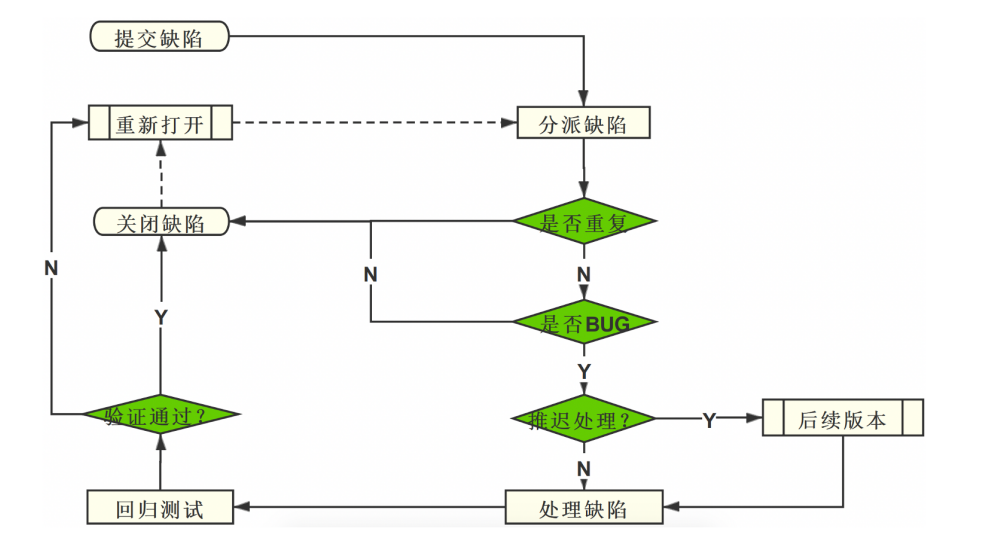 提交缺陷
重新打开
分派缺陷
关闭缺陷
是否重复
N
N
N
是否BUG
Y
Y
验证通过?
推迟处理?
Y
后续版本
N
回归测试
处理缺陷